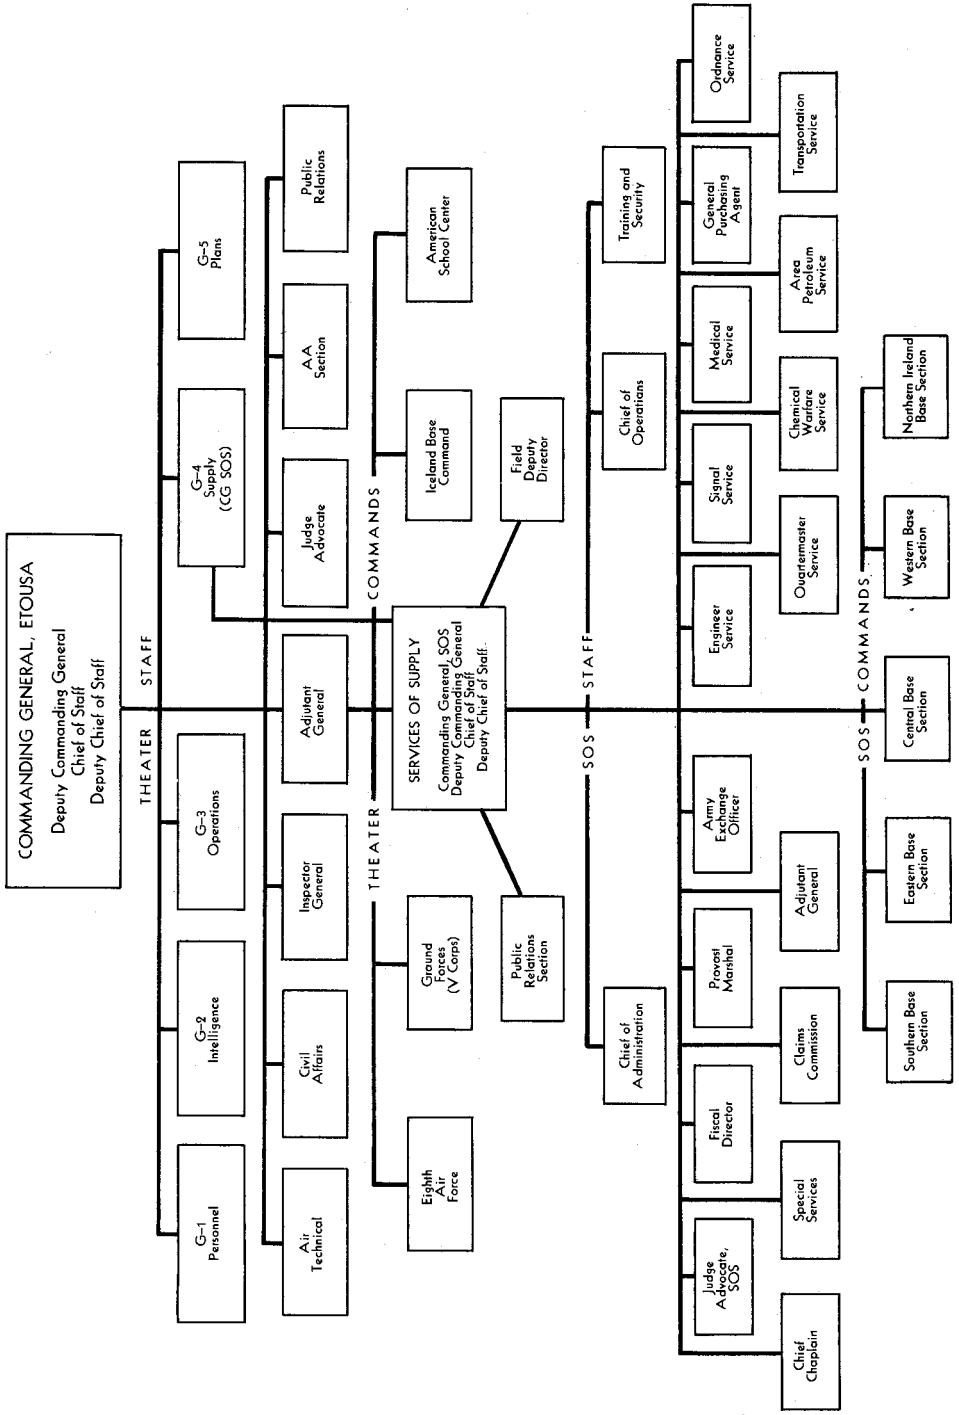 COMMANDING GENERAL, ETOUSA
Deputy Commanding General
Chief of Staff
Deputy Chief of Staff
THEATER STAFF
G-1
Personnel
G-2
Intelligence
G-3
Operations
G-4
Supply
(CG SOS)
G-5
Plans
Air
Technical
Civil
Affairs
Inspector
General
Adjutant
General
Judge
Advocate
AA
Section
Public
Relations
THEATER COMMANDS
Eighth
Air
Force
Ground
Forces
(V Corps)
Iceland Base
Command
American
School Center
SERVICES OF SUPPLY
Commanding General, SOS
Deputy Commanding General
Chief of Staff
Deputy Chief of Staff
Public
Relations
Section
Field
Deputy
Director
SOS STAFF
Chief of
Administration
Chief of
Operations
Training and
Security
Judge
Advocate,
SOS
Fiscal
Director
Provost
Marshal
Army
Exchange
Officer
Engineer
Service
Signal
Service
Medical
Service
General
Purchasing
Agent
Ordnance
Service
Chief
Chaplain
Special
Services
Claims
Commission
Adjutant
General
Quartermaster
Service
Chemical
Warfare
Service
Area
Petroleum
Service
Transportation
Service
SOS COMMANDS
Southern Base
Section
Eastern Base
Section
Central Base
Section
Western Base
Section
Northern Ireland
Base Section